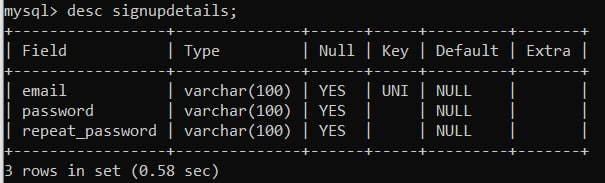 mysql> desc signupdetails;
+-----------------+--------------+------+-----+---------+-------+
| Field           | Type         | Null | Key | Default | Extra |
+-----------------+--------------+------+-----+---------+-------+
| email           | varchar(100) | YES  | UNI | NULL    |       |
| password        | varchar(100) | YES  |     | NULL    |       |
| repeat_password | varchar(100) | YES  |     | NULL    |       |
+-----------------+--------------+------+-----+---------+-------+
3 rows in set (0.58 sec)